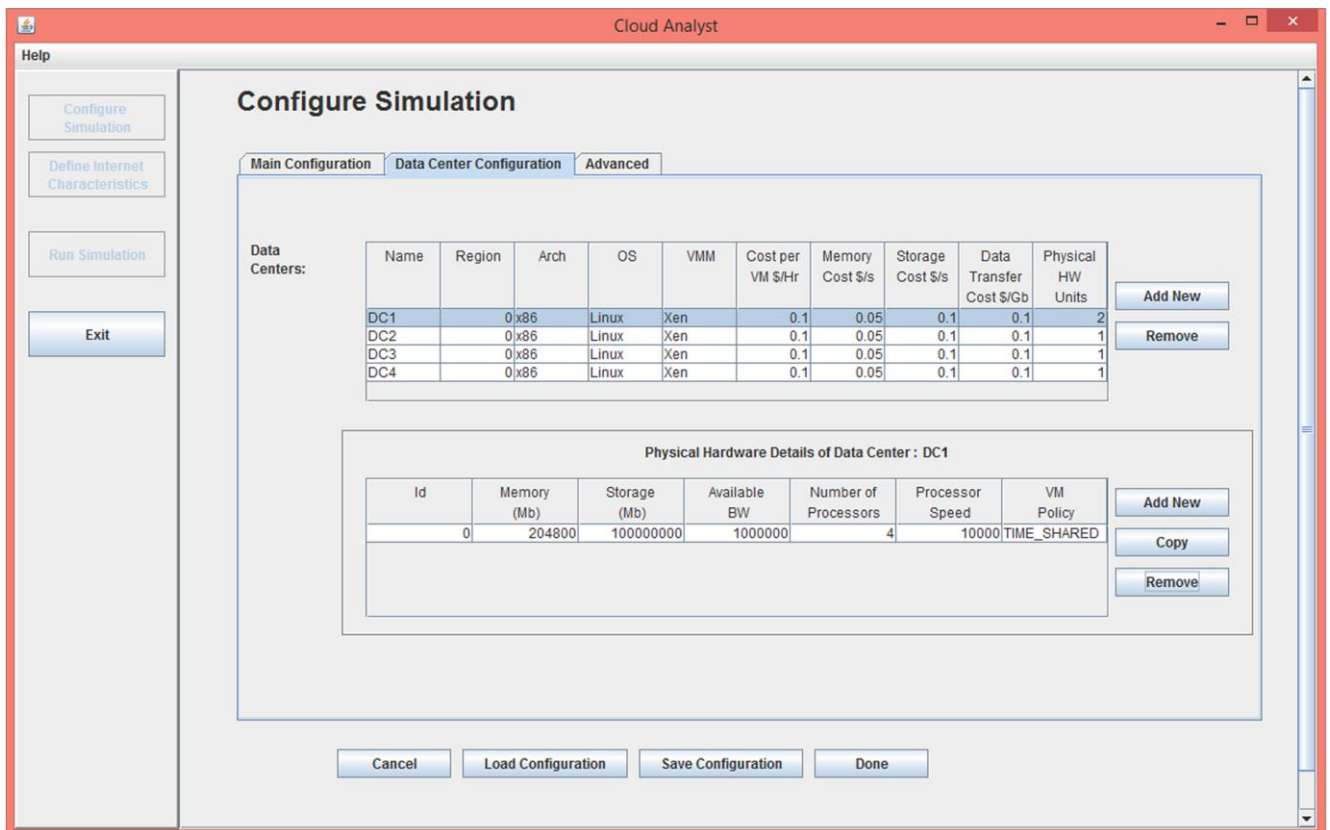 Cloud Analyst
Help
Configure
Simulation
Define Internet
Characteristics
Run Simulation
Exit
Configure Simulation
Main Configuration Data Center Configuration Advanced
Data
Centers:
Name Region Arch OS VMM Cost per Memory Storage Data Physical
VM $/Hr Cost $/s Cost $/s Transfer HW
Cost $/Gb Units
DC1 0 x86 Linux Xen 0.1 0.05 0.1 0.1 2
DC2 0 x86 Linux Xen 0.1 0.05 0.1 0.1 1
DC3 0 x86 Linux Xen 0.1 0.05 0.1 0.1 1
DC4 0 x86 Linux Xen 0.1 0.05 0.1 0.1 1
Add New
Remove
Physical Hardware Details of Data Center : DC1
Id Memory Storage Available Number of Processor VM
(Mb) (Mb) BW Processors Speed Policy
0 204800 100000000 1000000 4 10000 TIME_SHARED
Add New
Copy
Remove
Cancel Load Configuration Save Configuration Done